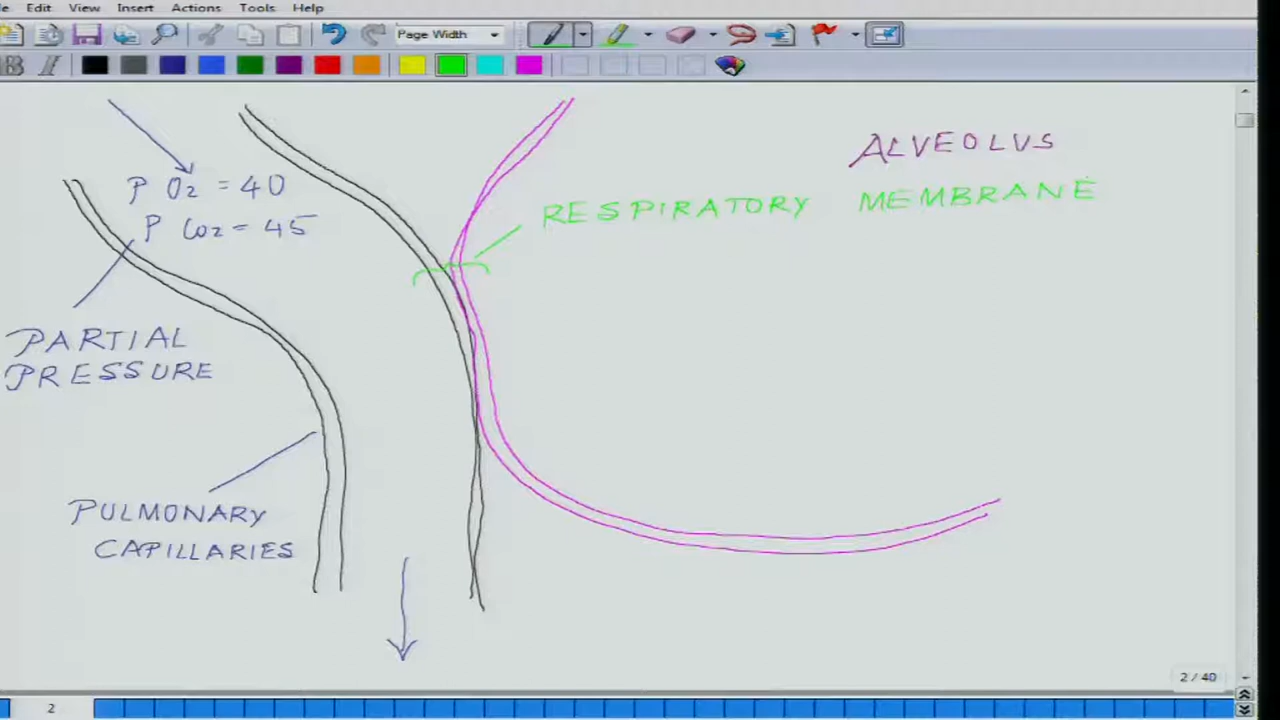 Edit View Insert Actions Tools Help
Page Width
B I
ALVEOLUS
RESPIRATORY MEMBRANE
P O2 = 40
P CO2 = 45
PARTIAL
PRESSURE
PULMONARY
CAPILLARIES
2 / 40
2